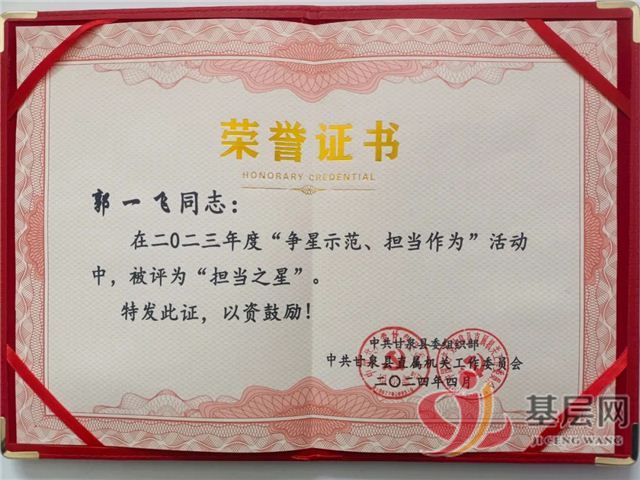 荣誉证书
HONORARY CREDENTIAL
郭一飞同志：
在二〇二三年度“争星示范、担当作为”活动
中，被评为“担当之星”。
特发此证，以资鼓励！
中共甘泉县委组织部
中共甘泉县直属机关工作委员会
二〇二四年四月
基层网
JICENG WANG